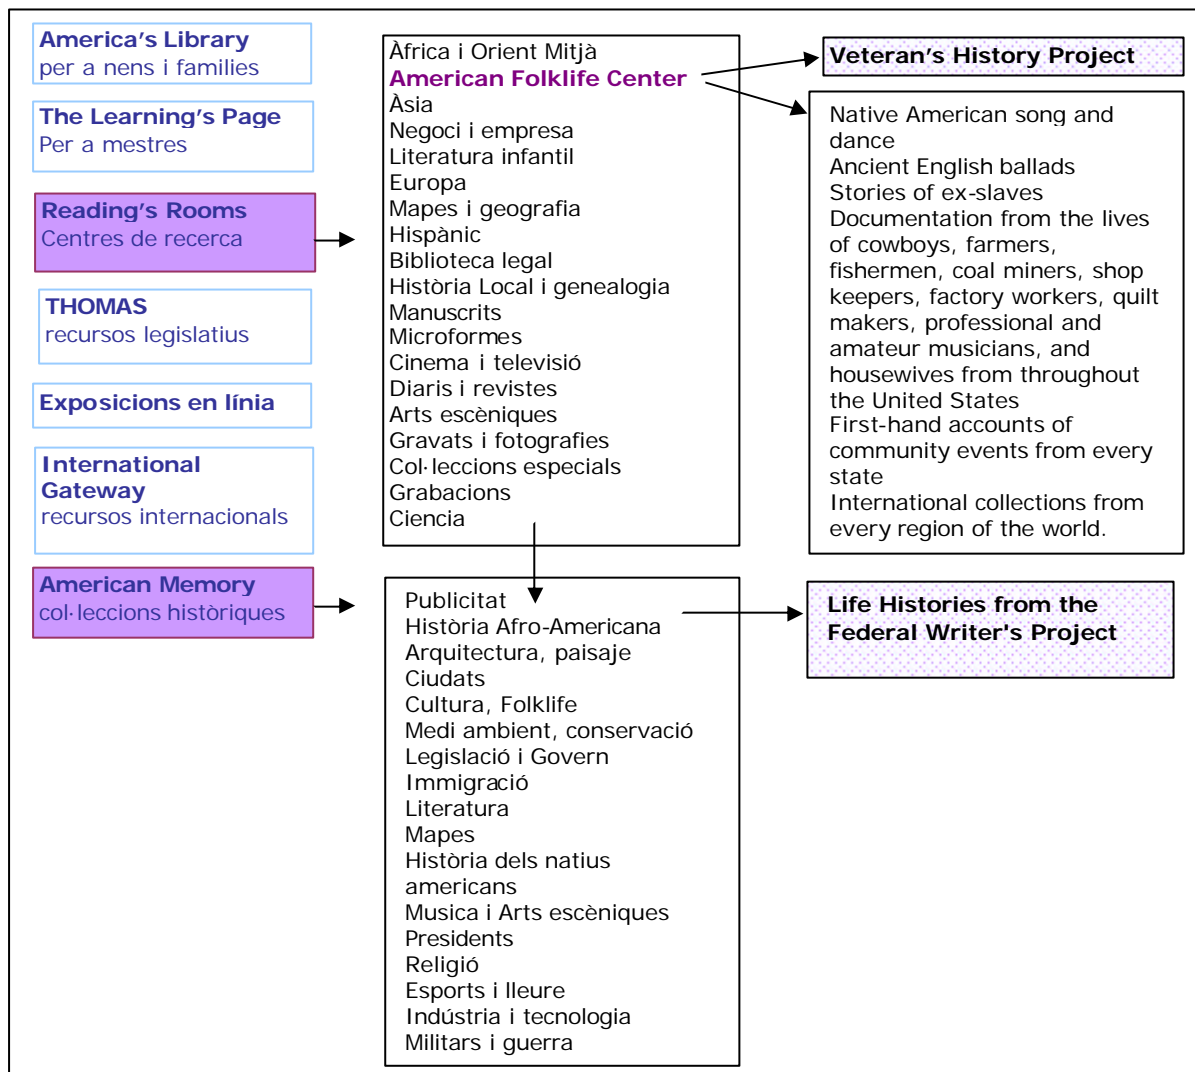 America's Library
per a nens i families
The Learning's Page
Per a mestres
Reading's Rooms
Centres de recerca
THOMAS
recursos legislatius
Exposicions en línia
International
Gateway
recursos internacionals
American Memory
col·leccions històriques
Àfrica i Orient Mitjà
American Folklife Center
Àsia
Negoci i empresa
Literatura infantil
Europa
Mapes i geografia
Hispànic
Biblioteca legal
Història Local i genealogia
Manuscrits
Microformes
Cinema i televisió
Diaris i revistes
Arts escèniques
Gravats i fotografies
Col·leccions especials
Grabacions
Ciencia
Publicitat
Història Afro-Americana
Arquitectura, paisaje
Ciudats
Cultura, Folklife
Medi ambient, conservació
Legislació i Govern
Immigració
Literatura
Mapes
Història dels natius
americans
Musica i Arts escèniques
Presidents
Religió
Esports i lleure
Indústria i tecnologia
Militars i guerra
Veteran's History Project
Native American song and
dance
Ancient English ballads
Stories of ex-slaves
Documentation from the lives
of cowboys, farmers,
fishermen, coal miners, shop
keepers, factory workers, quilt
makers, professional and
amateur musicians, and
housewives from throughout
the United States
First-hand accounts of
community events from every
state
International collections from
every region of the world.
Life Histories from the
Federal Writer's Project